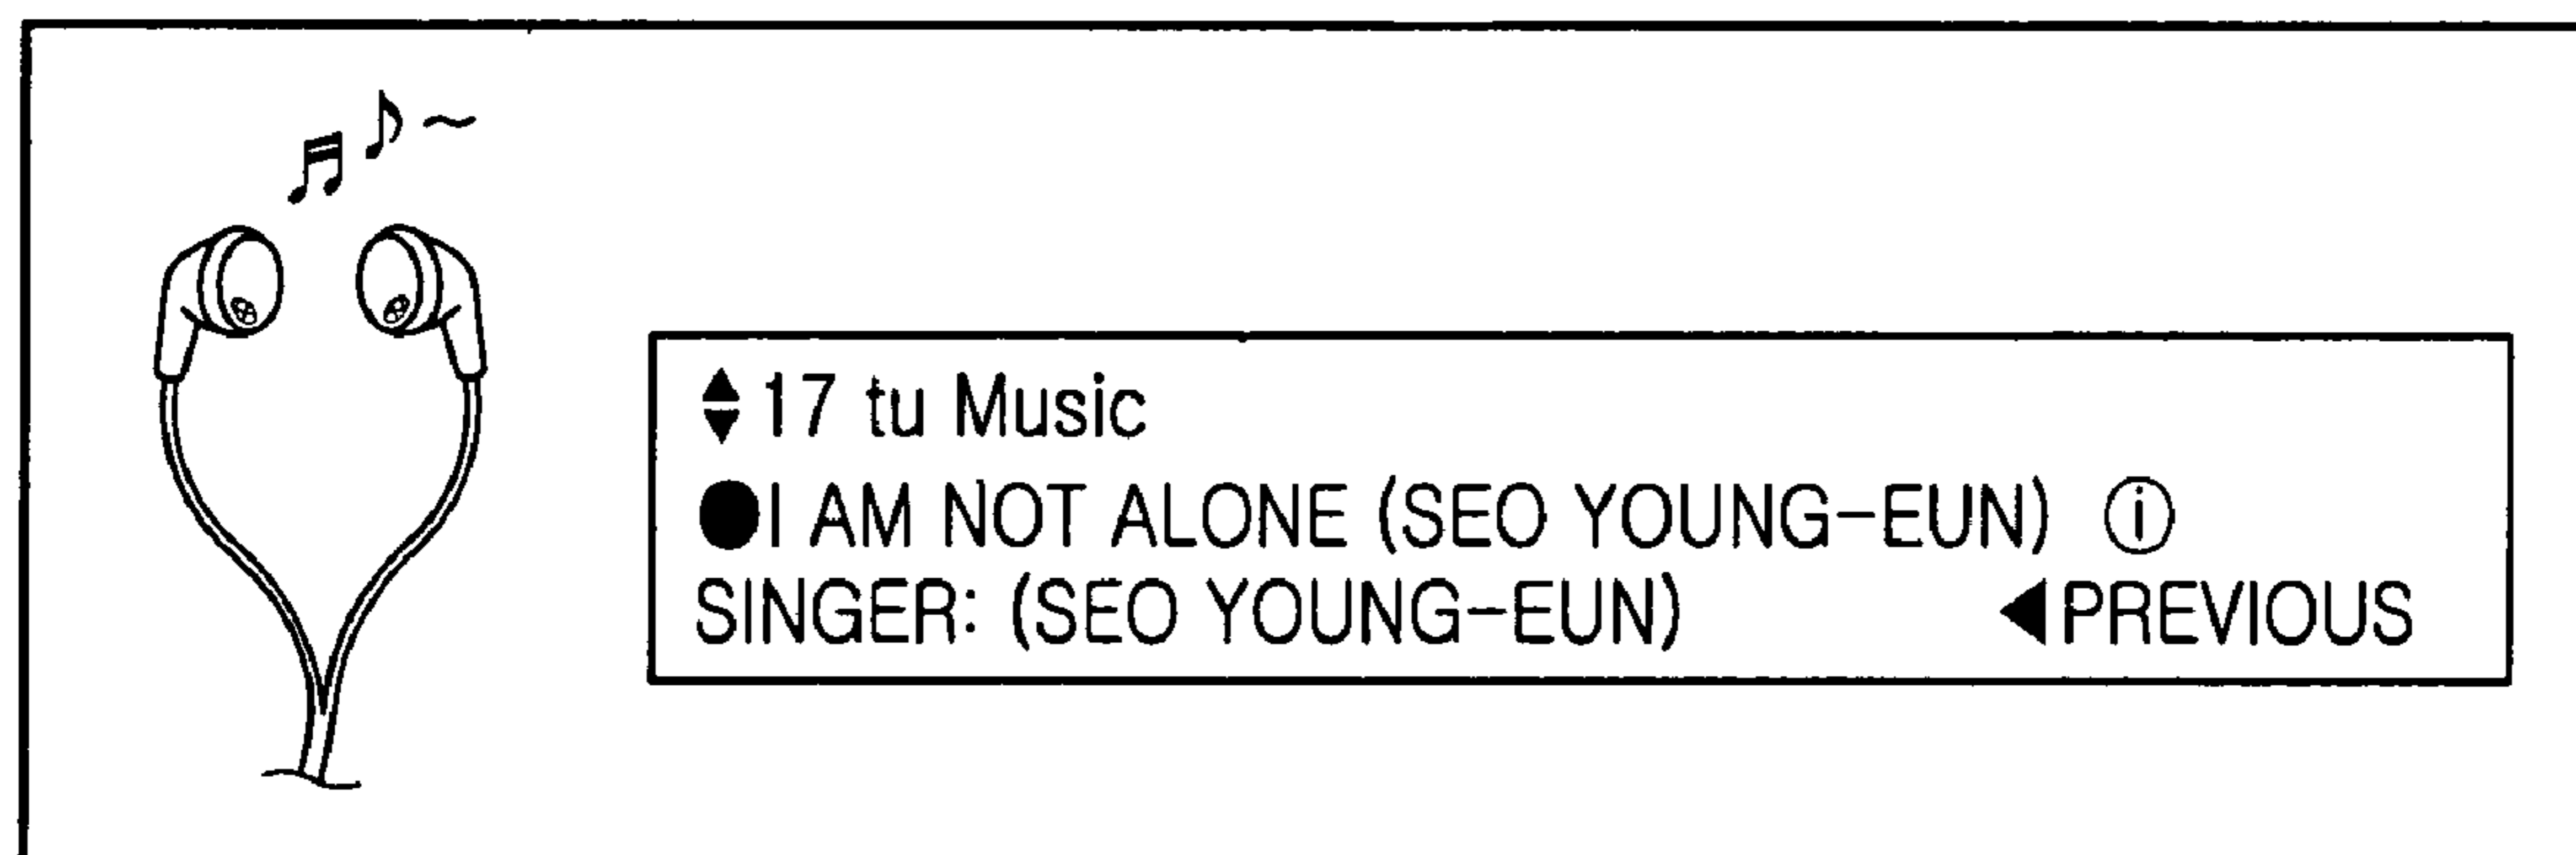 17 tu Music
●I AM NOT ALONE (SEO YOUNG-EUN) ⓘ
SINGER: (SEO YOUNG-EUN) ◀PREVIOUS